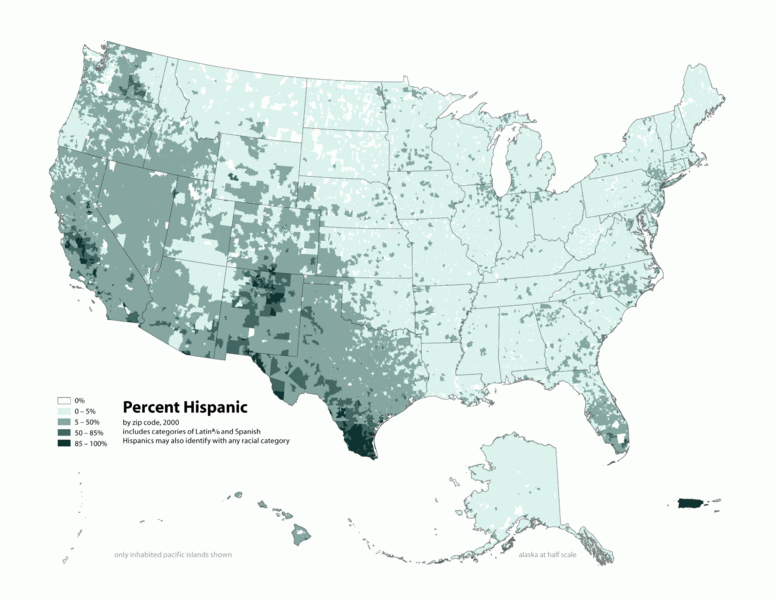 0%
0 – 5%
5 – 50%
50 – 85%
85 – 100%
Percent Hispanic
by zip code, 2000
includes categories of Latinª/o and Spanish
Hispanics may also identify with any racial category
only inhabited pacific islands shown
alaska at half scale